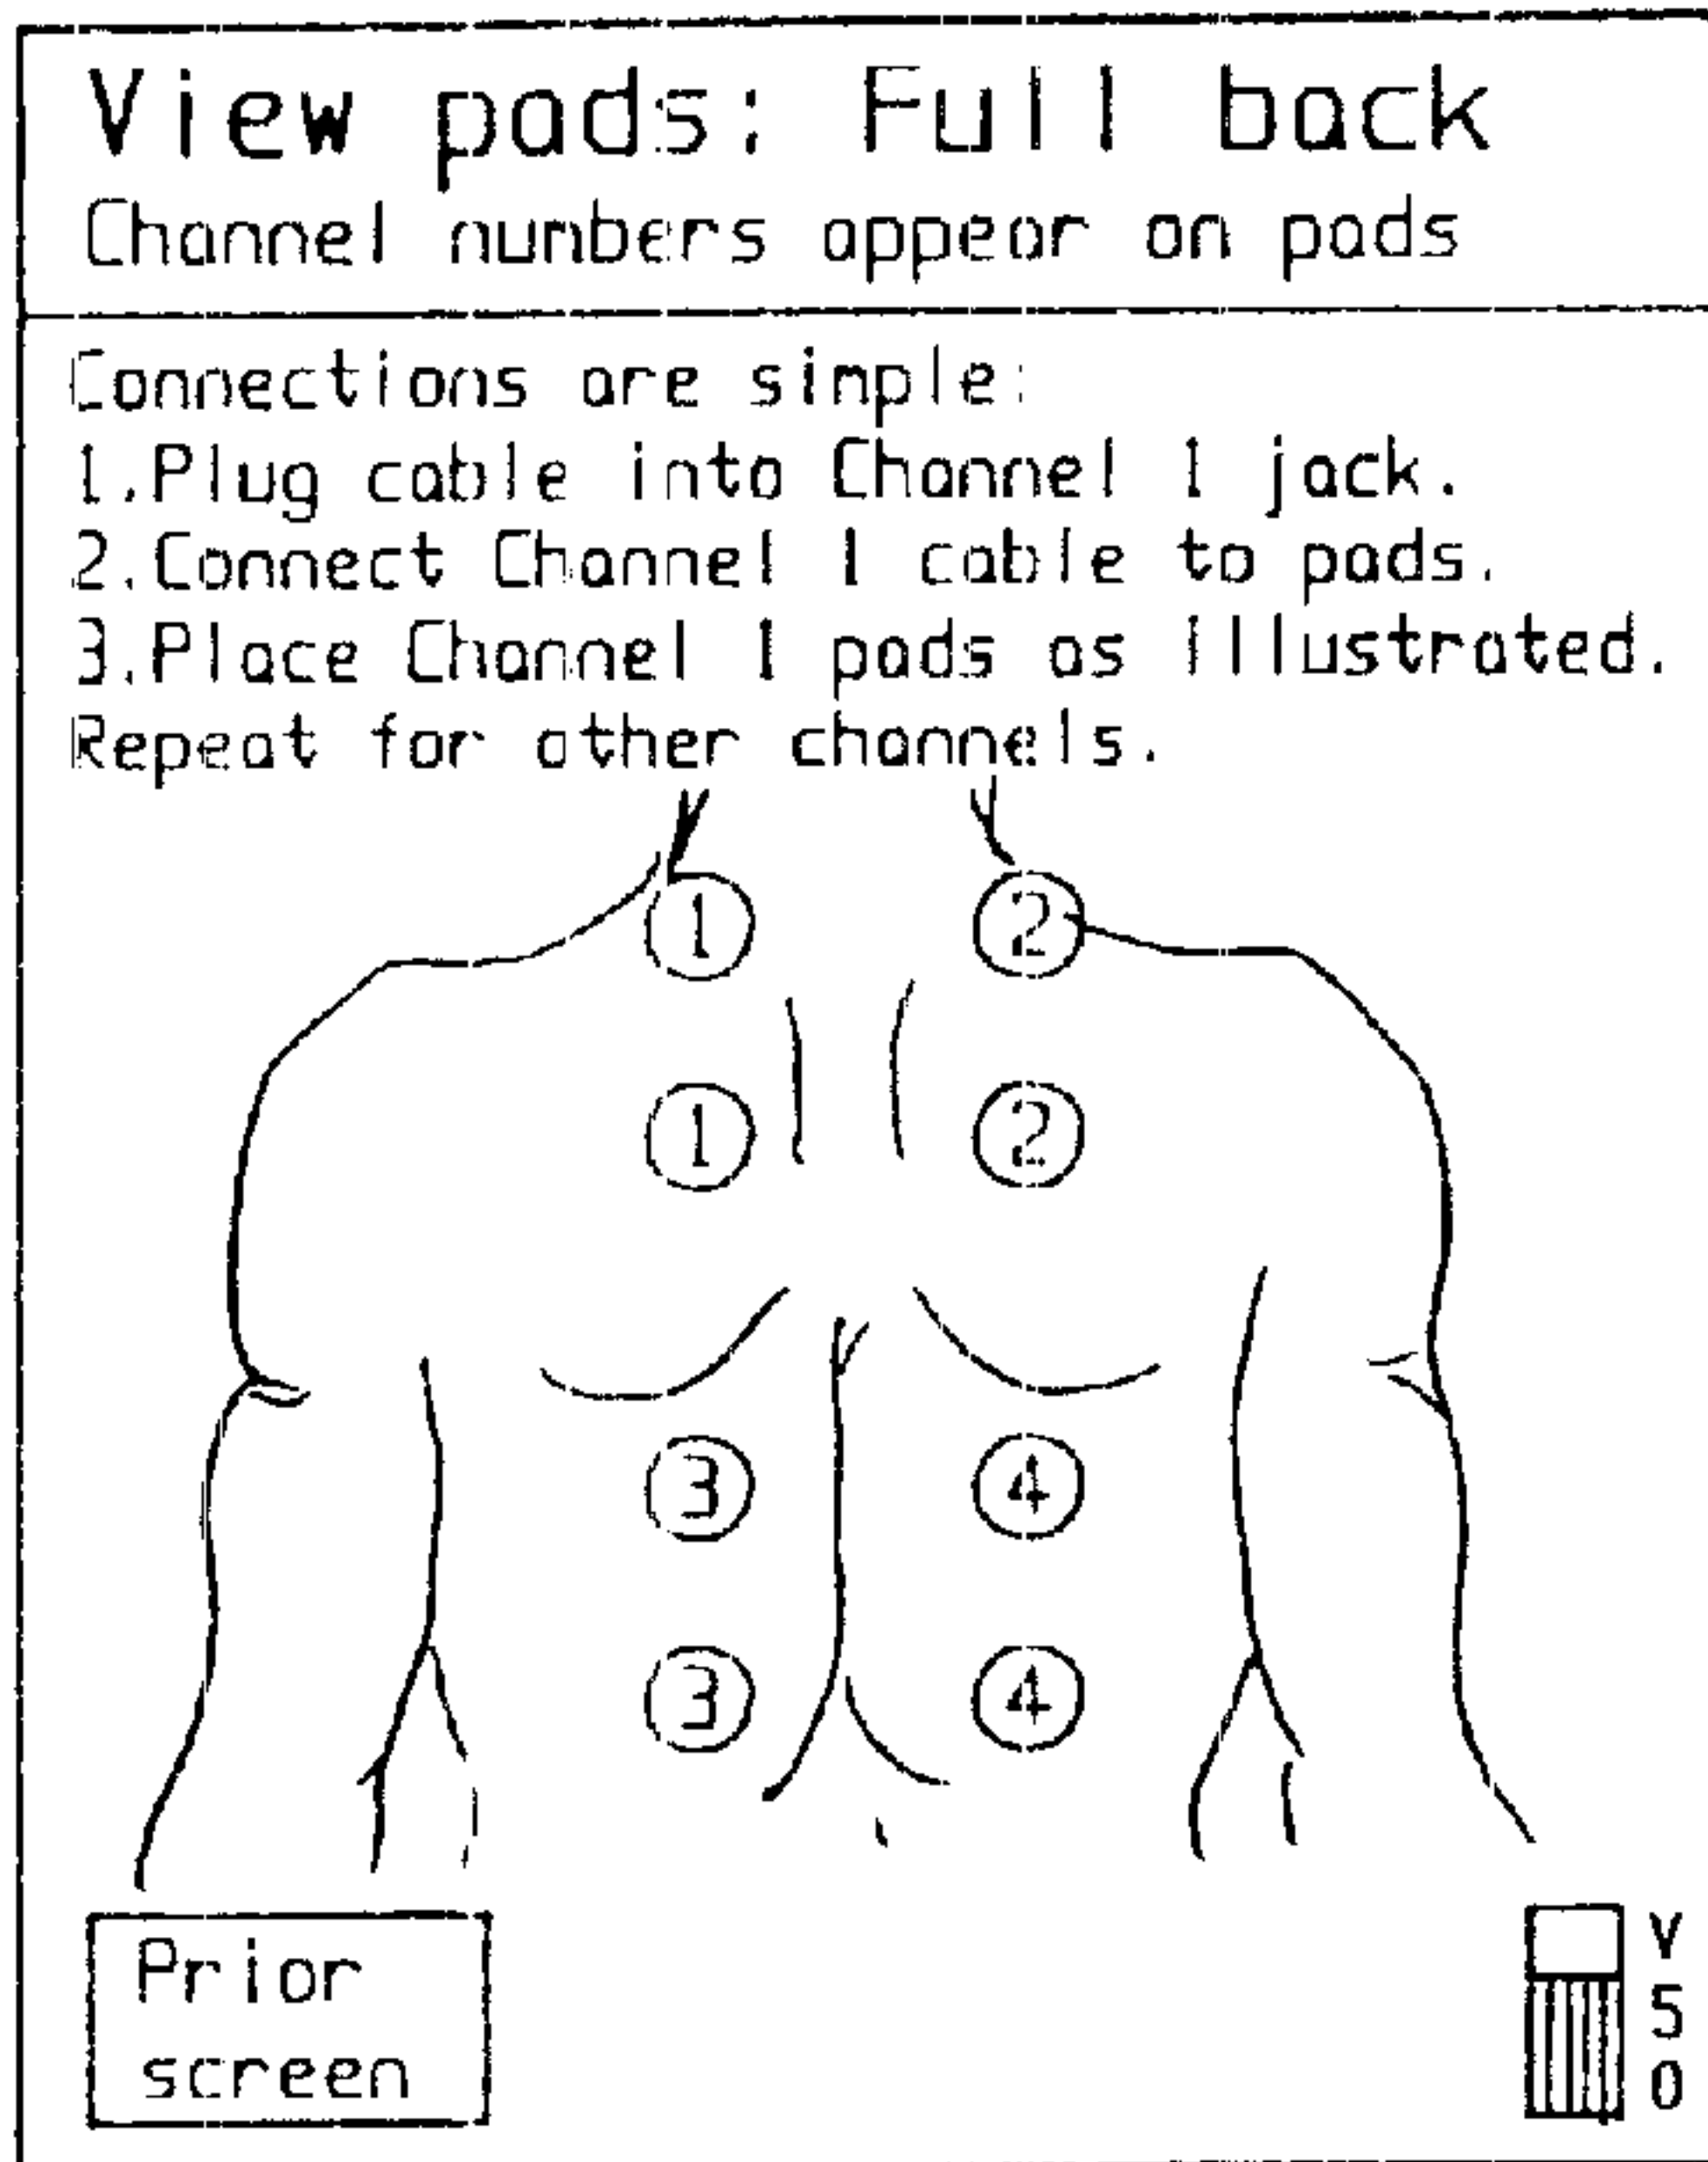 View pads: Full back
Channel numbers appear on pads
Connections are simple:
1.Plug cable into Channel 1 jack.
2.Connect Channel 1 cable to pads.
3.Place Channel 1 pads as illustrated.
Repeat for other channels.
1 2
1 2
3 4
3 4
Prior
screen
V
5
0